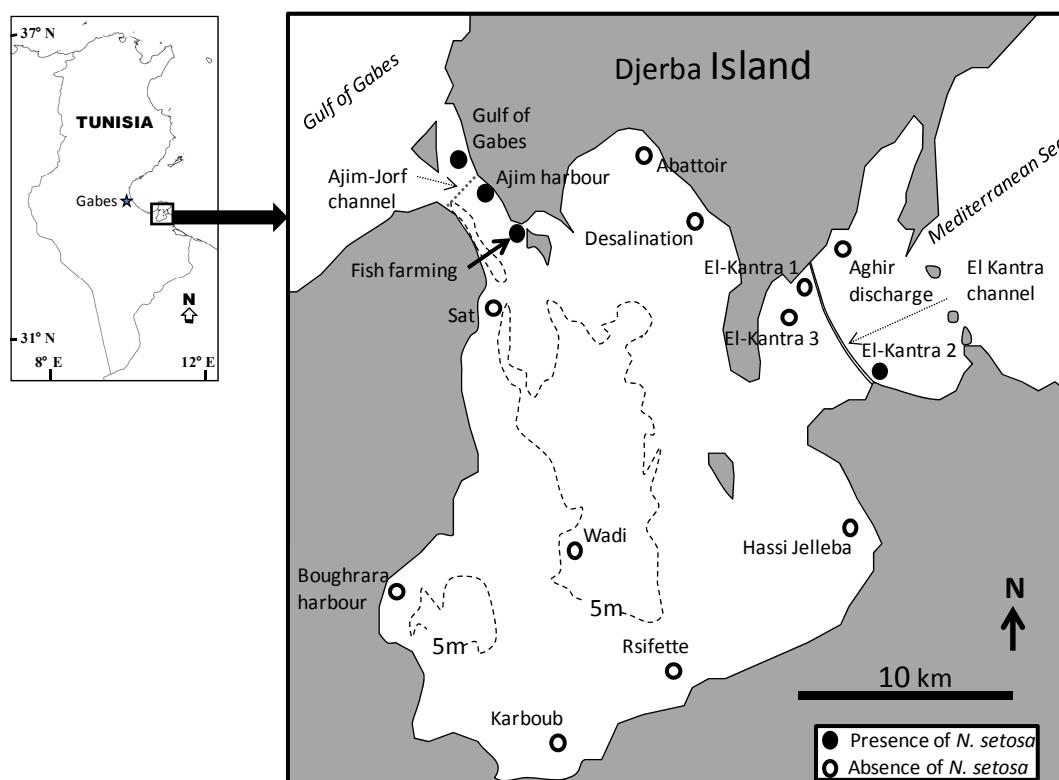 37° N
TUNISIA
Gabes
N
31° N
8° E
12° E
Djerba Island
Gulf of Gabes
Gulf of
Gabes
Ajim-Jorf
channel
Ajim harbour
Abattoir
Mediterranean Sea
Desalination
Fish farming
El-Kantra 1
Aghir
discharge
El Kantra
channel
Sat
El-Kantra 3
El-Kantra 2
Wadi
Hassi Jelleba
Boughrara
harbour
5m
5m
N
Rsifette
10 km
Karboub
Presence of N. setosa
Absence of N. setosa